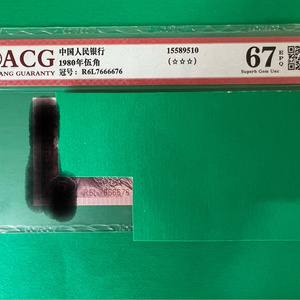 ACG
ANG GUARANTY
中国人民银行
1980年伍角
冠号: R6L7666676
15589510
(☆☆☆)
67 EPQ
Superb Gem Unc
R6L7666676